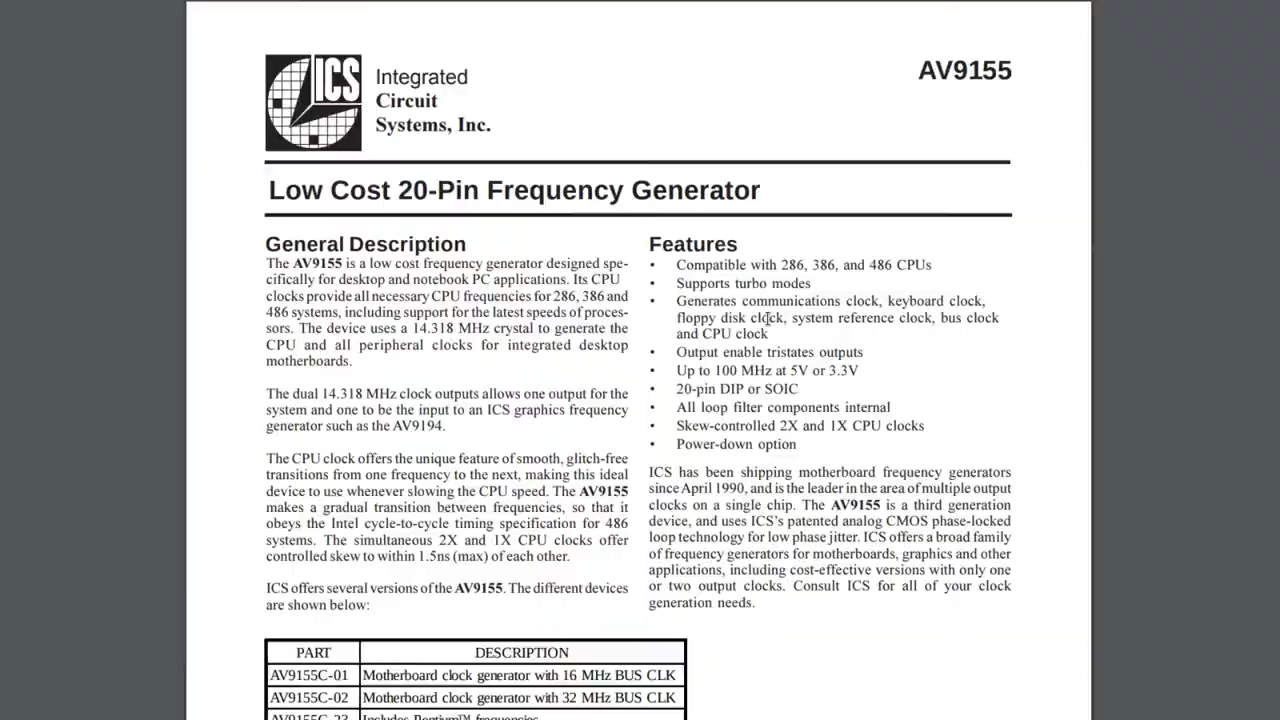 ICS
Integrated
Circuit
Systems, Inc.
AV9155
Low Cost 20-Pin Frequency Generator
General Description
The AV9155 is a low cost frequency generator designed spe-
cifically for desktop and notebook PC applications. Its CPU
clocks provide all necessary CPU frequencies for 286, 386 and
486 systems, including support for the latest speeds of proces-
sors. The device uses a 14.318 MHz crystal to generate the
CPU and all peripheral clocks for integrated desktop
motherboards.
The dual 14.318 MHz clock outputs allows one output for the
system and one to be the input to an ICS graphics frequency
generator such as the AV9194.
The CPU clock offers the unique feature of smooth, glitch-free
transitions from one frequency to the next, making this ideal
device to use whenever slowing the CPU speed. The AV9155
makes a gradual transition between frequencies, so that it
obeys the Intel cycle-to-cycle timing specification for 486
systems. The simultaneous 2X and 1X CPU clocks offer
controlled skew to within 1.5ns (max) of each other.
ICS offers several versions of the AV9155. The different devices
are shown below:
Features
• Compatible with 286, 386, and 486 CPUs
• Supports turbo modes
• Generates communications clock, keyboard clock,
floppy disk clock, system reference clock, bus clock
and CPU clock
• Output enable tristates outputs
• Up to 100 MHz at 5V or 3.3V
• 20-pin DIP or SOIC
• All loop filter components internal
• Skew-controlled 2X and 1X CPU clocks
• Power-down option
ICS has been shipping motherboard frequency generators
since April 1990, and is the leader in the area of multiple output
clocks on a single chip. The AV9155 is a third generation
device, and uses ICS's patented analog CMOS phase-locked
loop technology for low phase jitter. ICS offers a broad family
of frequency generators for motherboards, graphics and other
applications, including cost-effective versions with only one
or two output clocks. Consult ICS for all of your clock
generation needs.
PART DESCRIPTION
AV9155C-01 Motherboard clock generator with 16 MHz BUS CLK
AV9155C-02 Motherboard clock generator with 32 MHz BUS CLK
AV9155C-23 Includes Pentium™ frequencies